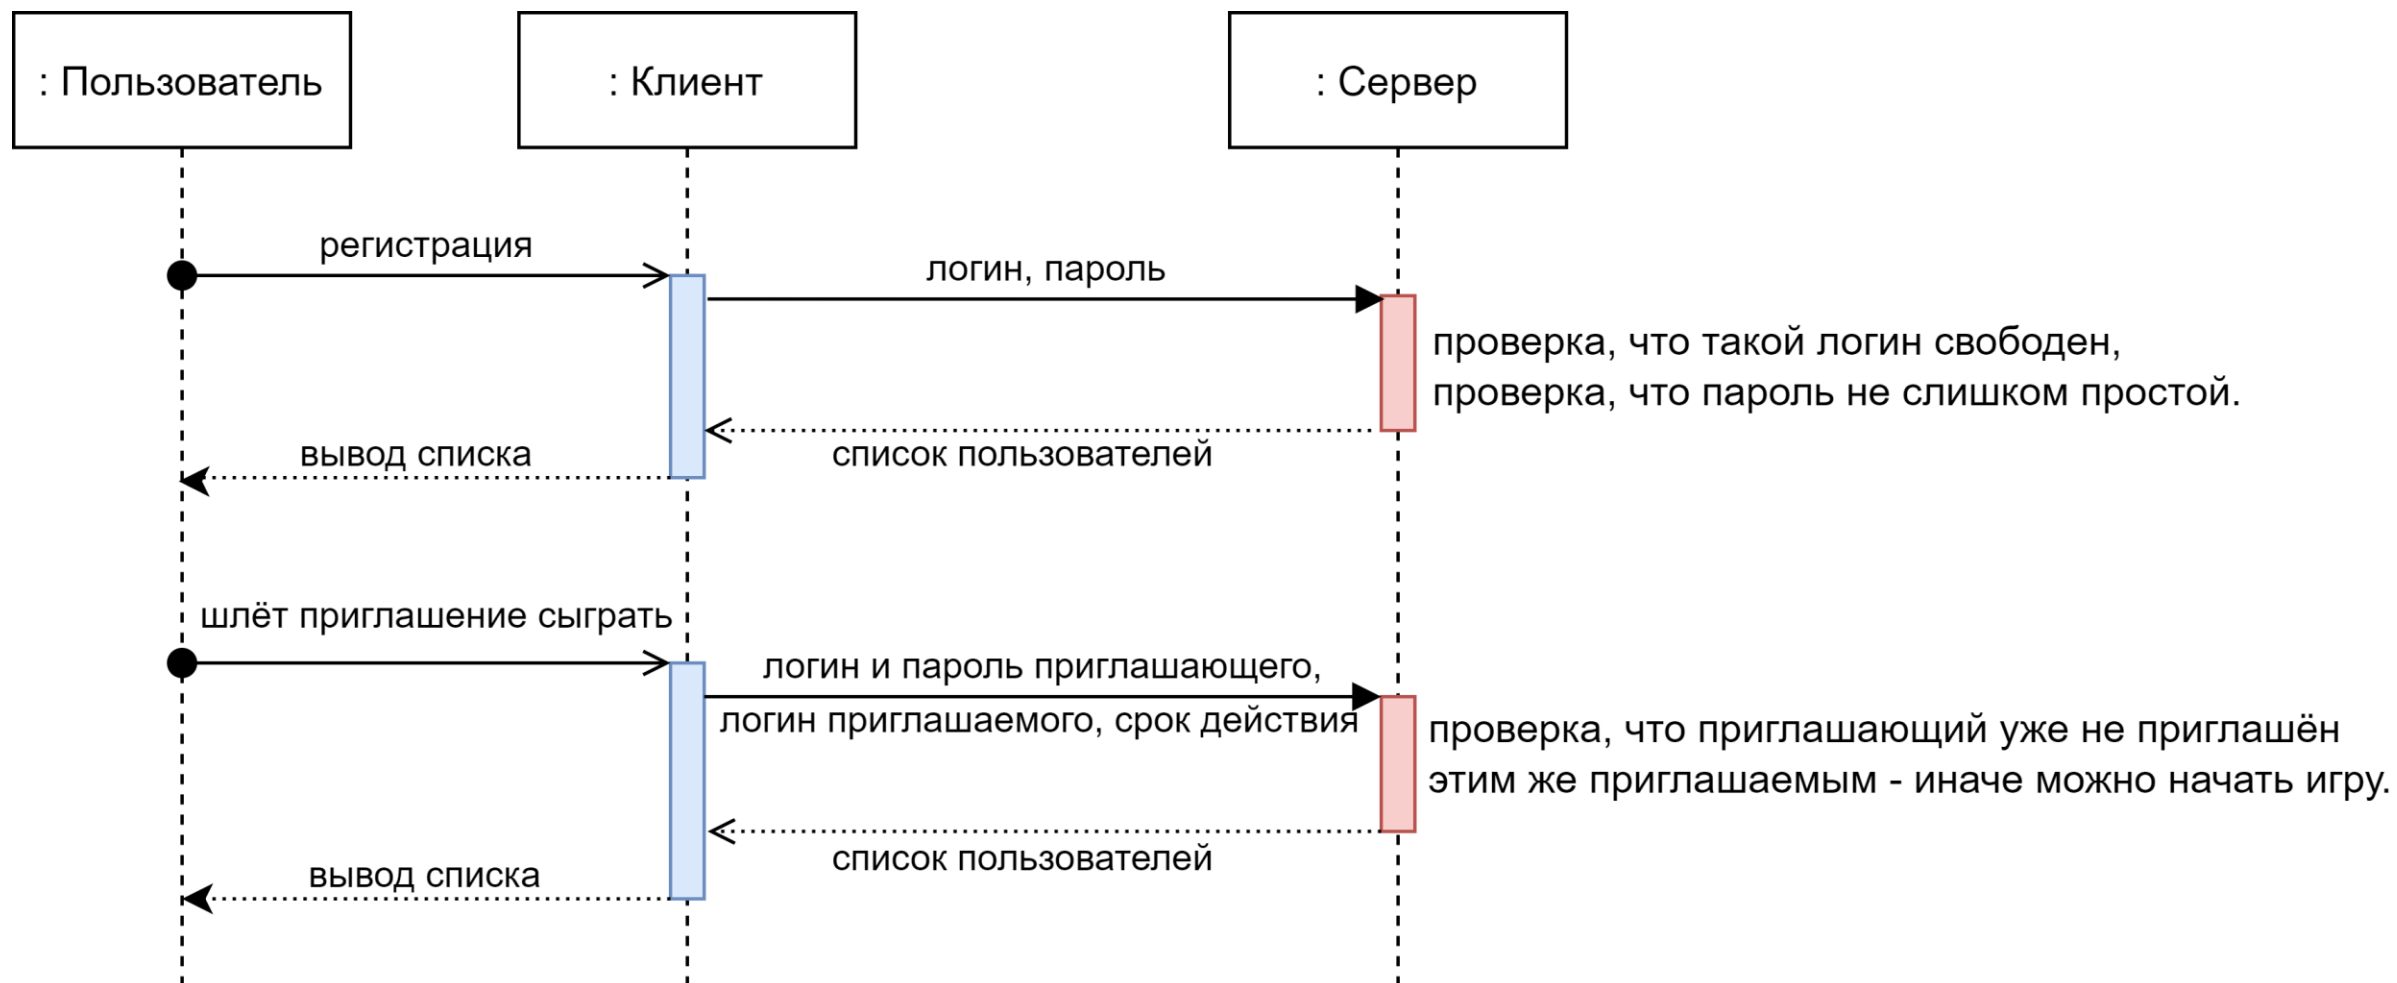 : Пользователь
: Клиент
: Сервер
регистрация
логин, пароль
проверка, что такой логин свободен,
проверка, что пароль не слишком простой.
список пользователей
вывод списка
шлёт приглашение сыграть
логин и пароль приглашающего,
логин приглашаемого, срок действия
проверка, что приглашающий уже не приглашён
этим же приглашаемым - иначе можно начать игру.
список пользователей
вывод списка